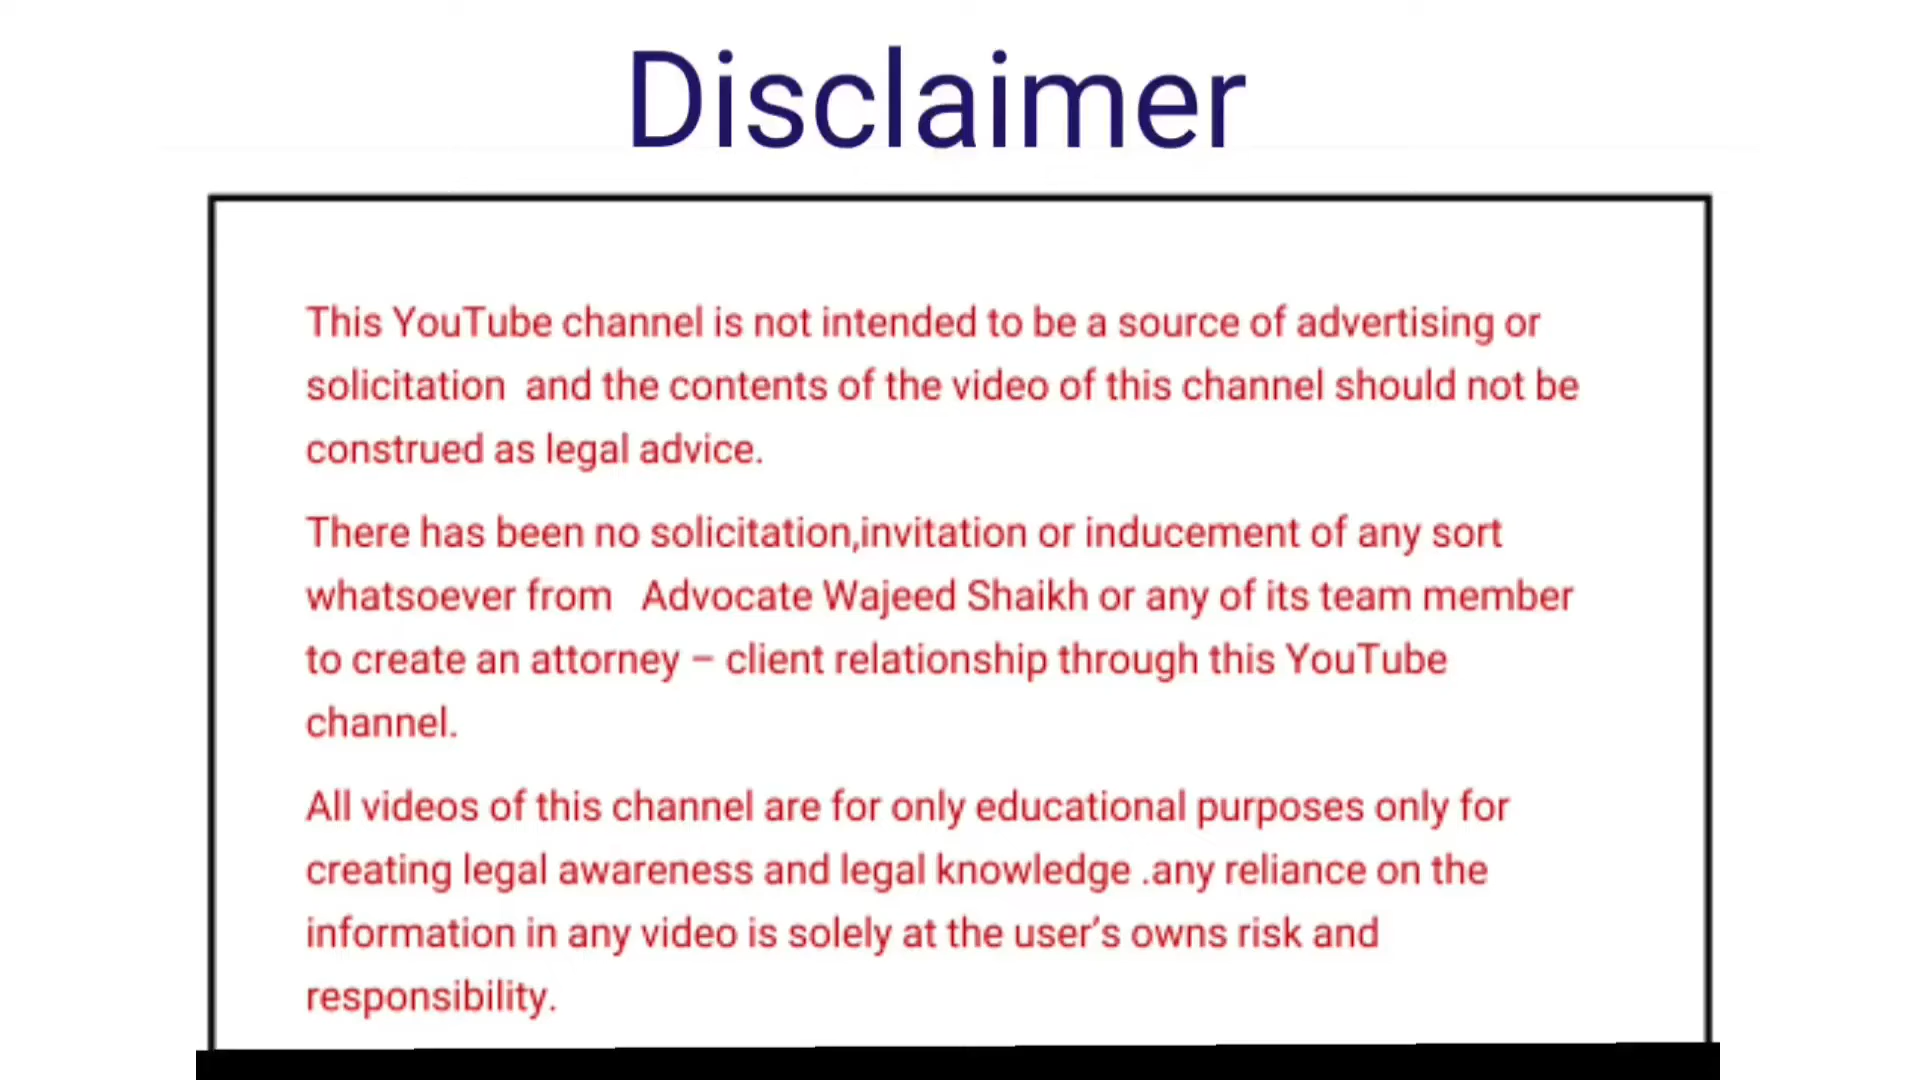 Disclaimer
This YouTube channel is not intended to be a source of advertising or
solicitation  and the contents of the video of this channel should not be
construed as legal advice.
There has been no solicitation,invitation or inducement of any sort
whatsoever from   Advocate Wajeed Shaikh or any of its team member
to create an attorney – client relationship through this YouTube
channel.
All videos of this channel are for only educational purposes only for
creating legal awareness and legal knowledge .any reliance on the
information in any video is solely at the user’s owns risk and
responsibility.